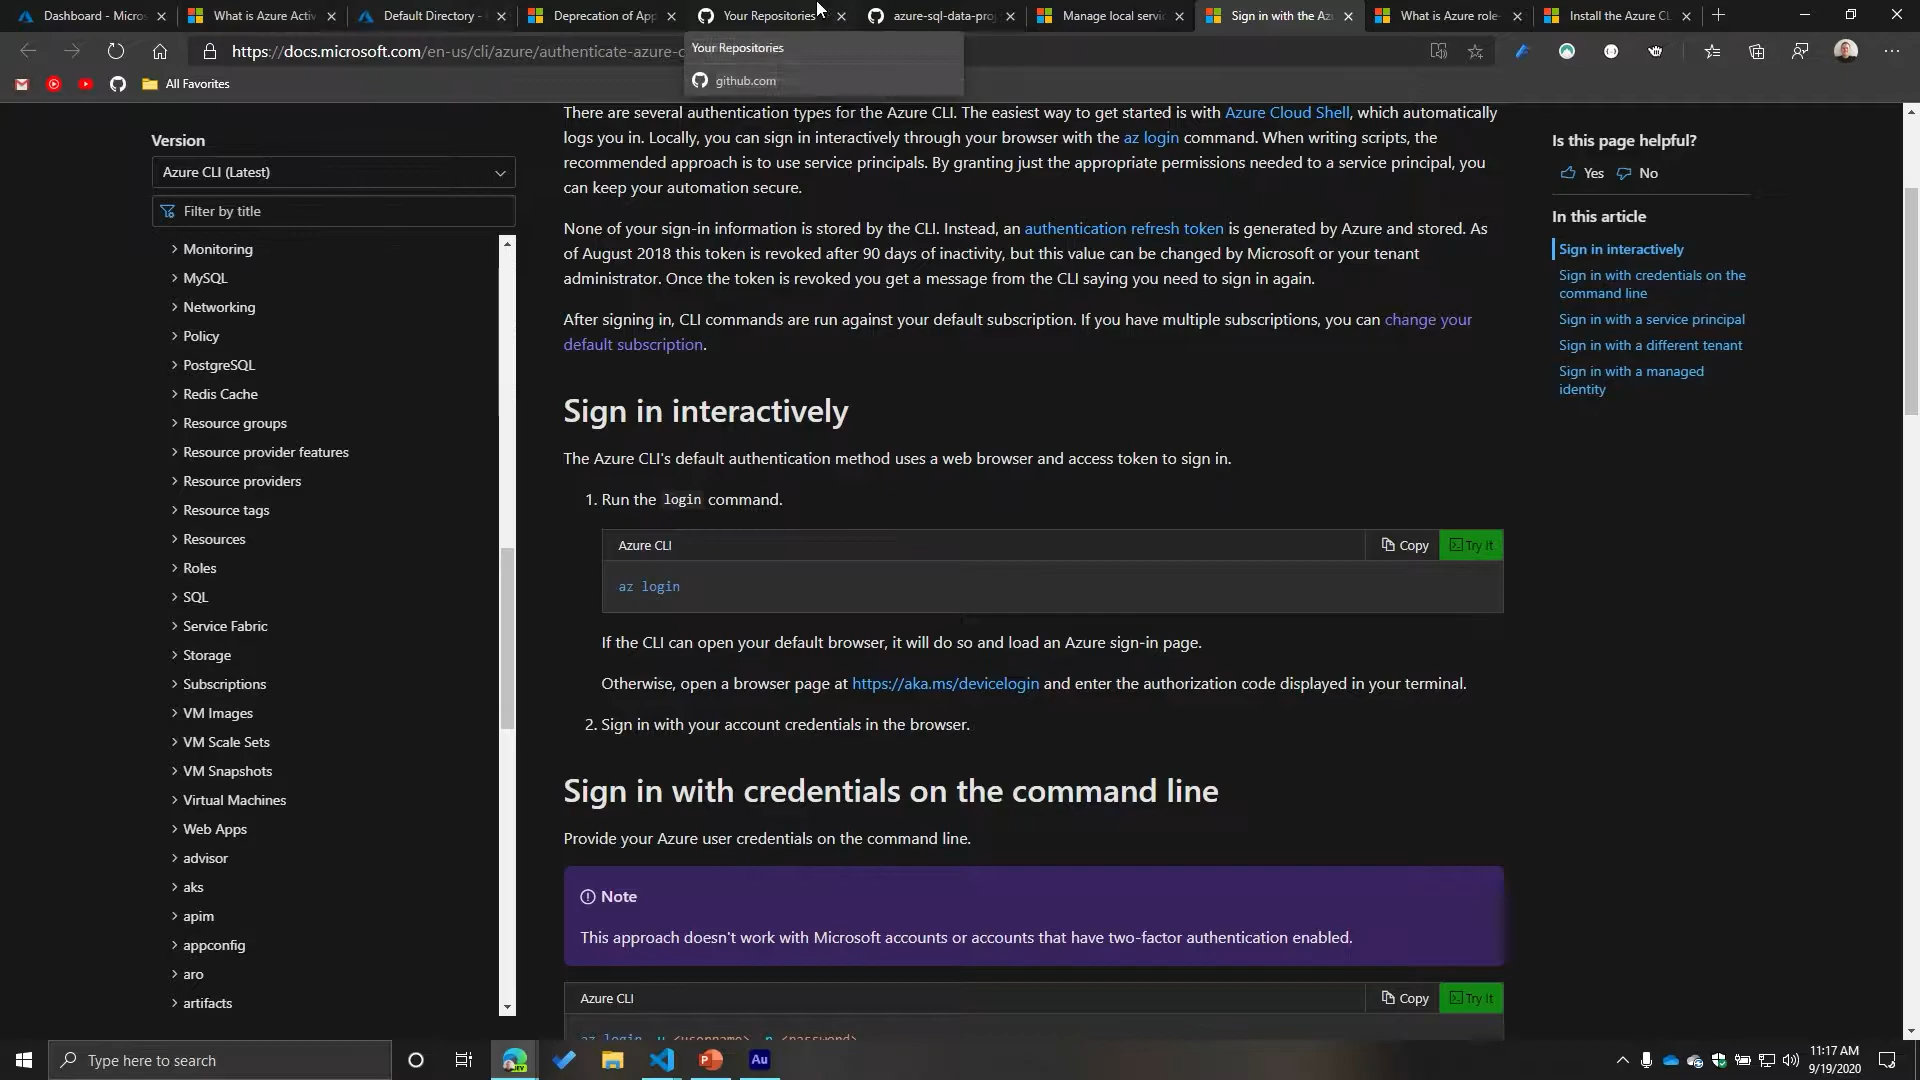 Dashboard - Micros
What is Azure Activ
Default Directory -
Deprecation of App
Your Repositories
azure-sql-data-proj
Manage local servic
Sign in with the Az
What is Azure role-
Install the Azure CL
https://docs.microsoft.com/en-us/cli/azure/authenticate-azure-c
Your Repositories
github.com
All Favorites
Version
Azure CLI (Latest)
Filter by title
Monitoring
MySQL
Networking
Policy
PostgreSQL
Redis Cache
Resource groups
Resource provider features
Resource providers
Resource tags
Resources
Roles
SQL
Service Fabric
Storage
Subscriptions
VM Images
VM Scale Sets
VM Snapshots
Virtual Machines
Web Apps
advisor
aks
apim
appconfig
aro
artifacts
There are several authentication types for the Azure CLI. The easiest way to get started is with Azure Cloud Shell, which automatically
logs you in. Locally, you can sign in interactively through your browser with the az login command. When writing scripts, the
recommended approach is to use service principals. By granting just the appropriate permissions needed to a service principal, you
can keep your automation secure.
None of your sign-in information is stored by the CLI. Instead, an authentication refresh token is generated by Azure and stored. As
of August 2018 this token is revoked after 90 days of inactivity, but this value can be changed by Microsoft or your tenant
administrator. Once the token is revoked you get a message from the CLI saying you need to sign in again.
After signing in, CLI commands are run against your default subscription. If you have multiple subscriptions, you can change your
default subscription.
Sign in interactively
The Azure CLI's default authentication method uses a web browser and access token to sign in.
1. Run the login command.
Azure CLI
Copy
Try It
az login
If the CLI can open your default browser, it will do so and load an Azure sign-in page.
Otherwise, open a browser page at https://aka.ms/devicelogin and enter the authorization code displayed in your terminal.
2. Sign in with your account credentials in the browser.
Sign in with credentials on the command line
Provide your Azure user credentials on the command line.
Note
This approach doesn't work with Microsoft accounts or accounts that have two-factor authentication enabled.
Azure CLI
Copy
Try It
az login -u <username> -p <password>
Is this page helpful?
Yes
No
In this article
Sign in interactively
Sign in with credentials on the
command line
Sign in with a service principal
Sign in with a different tenant
Sign in with a managed
identity
Type here to search
Au
11:17 AM
9/19/2020